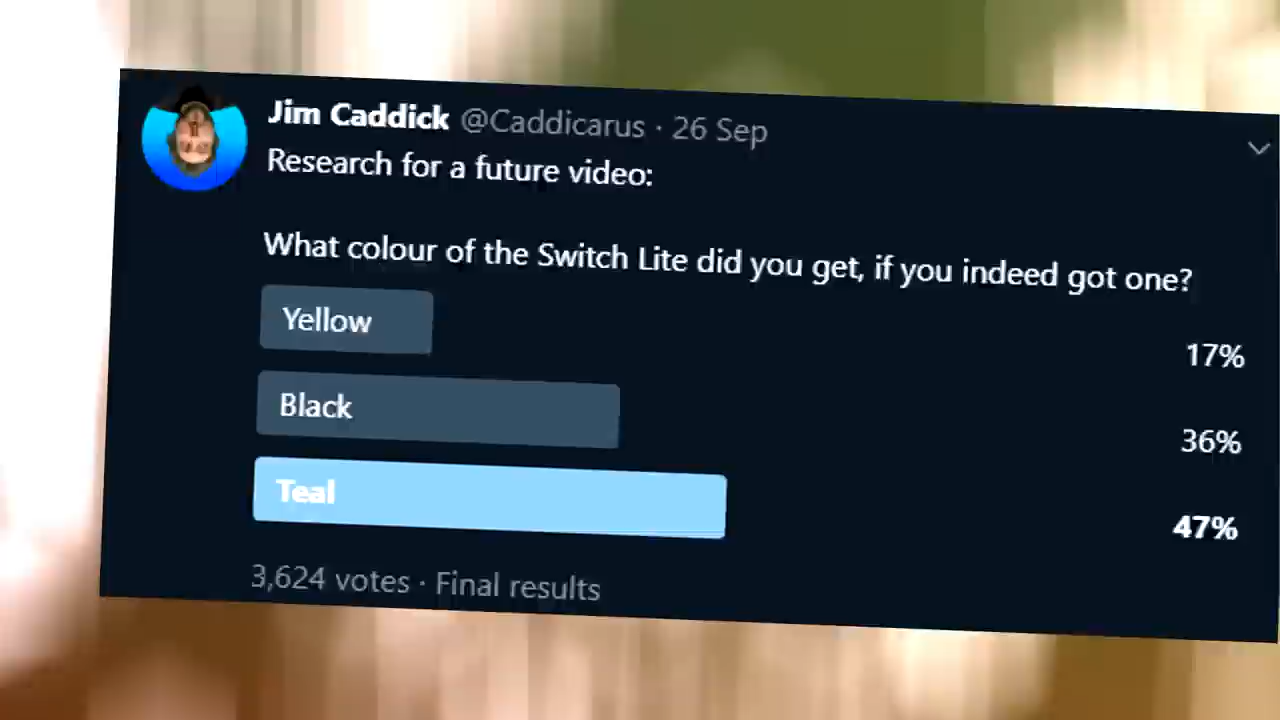 Jim Caddick @Caddicarus · 26 Sep
Research for a future video:
What colour of the Switch Lite did you get, if you indeed got one?
Yellow 17%
Black 36%
Teal 47%
3,624 votes · Final results